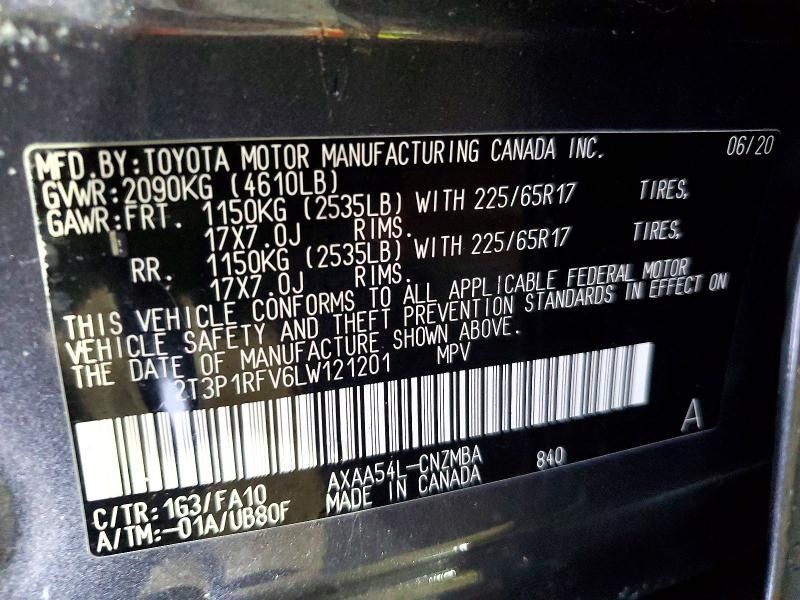 MFD.BY:TOYOTA MOTOR MANUFACTURING CANADA INC. 06/20
GVWR:2090KG (4610LB)
GAWR:FRT. 1150KG (2535LB) WITH 225/65R17 TIRES,
17X7.0J RIMS.
RR. 1150KG (2535LB) WITH 225/65R17 TIRES,
17X7.0J RIMS.
THIS VEHICLE CONFORMS TO ALL APPLICABLE FEDERAL MOTOR
VEHICLE SAFETY AND THEFT PREVENTION STANDARDS IN EFFECT ON
THE DATE OF MANUFACTURE SHOWN ABOVE.
2T3P1RFV6LW121201 MPV
A
C/TR:1G3/FA10 AXAA54L-CNZMBA 840
A/TM:-01A/UB80F MADE IN CANADA